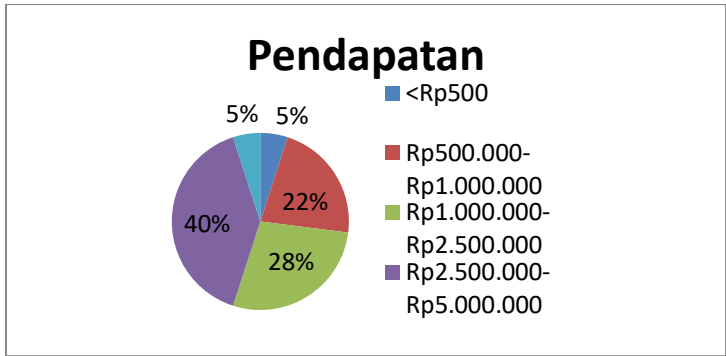 Pendapatan
<Rp500
Rp500.000-
Rp1.000.000
Rp1.000.000-
Rp2.500.000
Rp2.500.000-
Rp5.000.000
5%
5%
22%
28%
40%